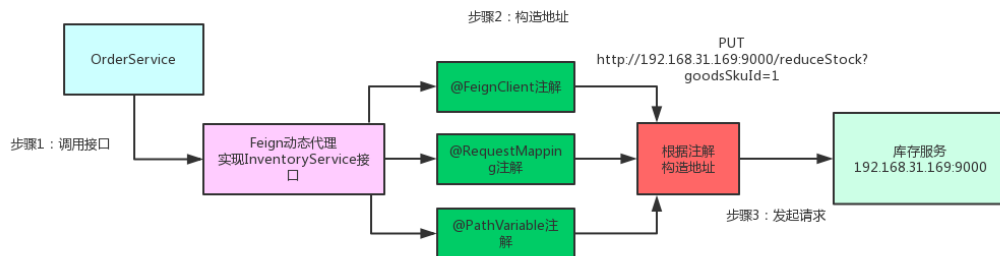 步骤2：构造地址
OrderService
PUT
http://192.168.31.169:9000/reduceStock?
goodsSkuId=1
@FeignClient注解
步骤1：调用接口
Feign动态代理
实现InventoryService接
口
@RequestMappin
g注解
根据注解
构造地址
库存服务
192.168.31.169:9000
@PathVariable注
解
步骤3：发起请求